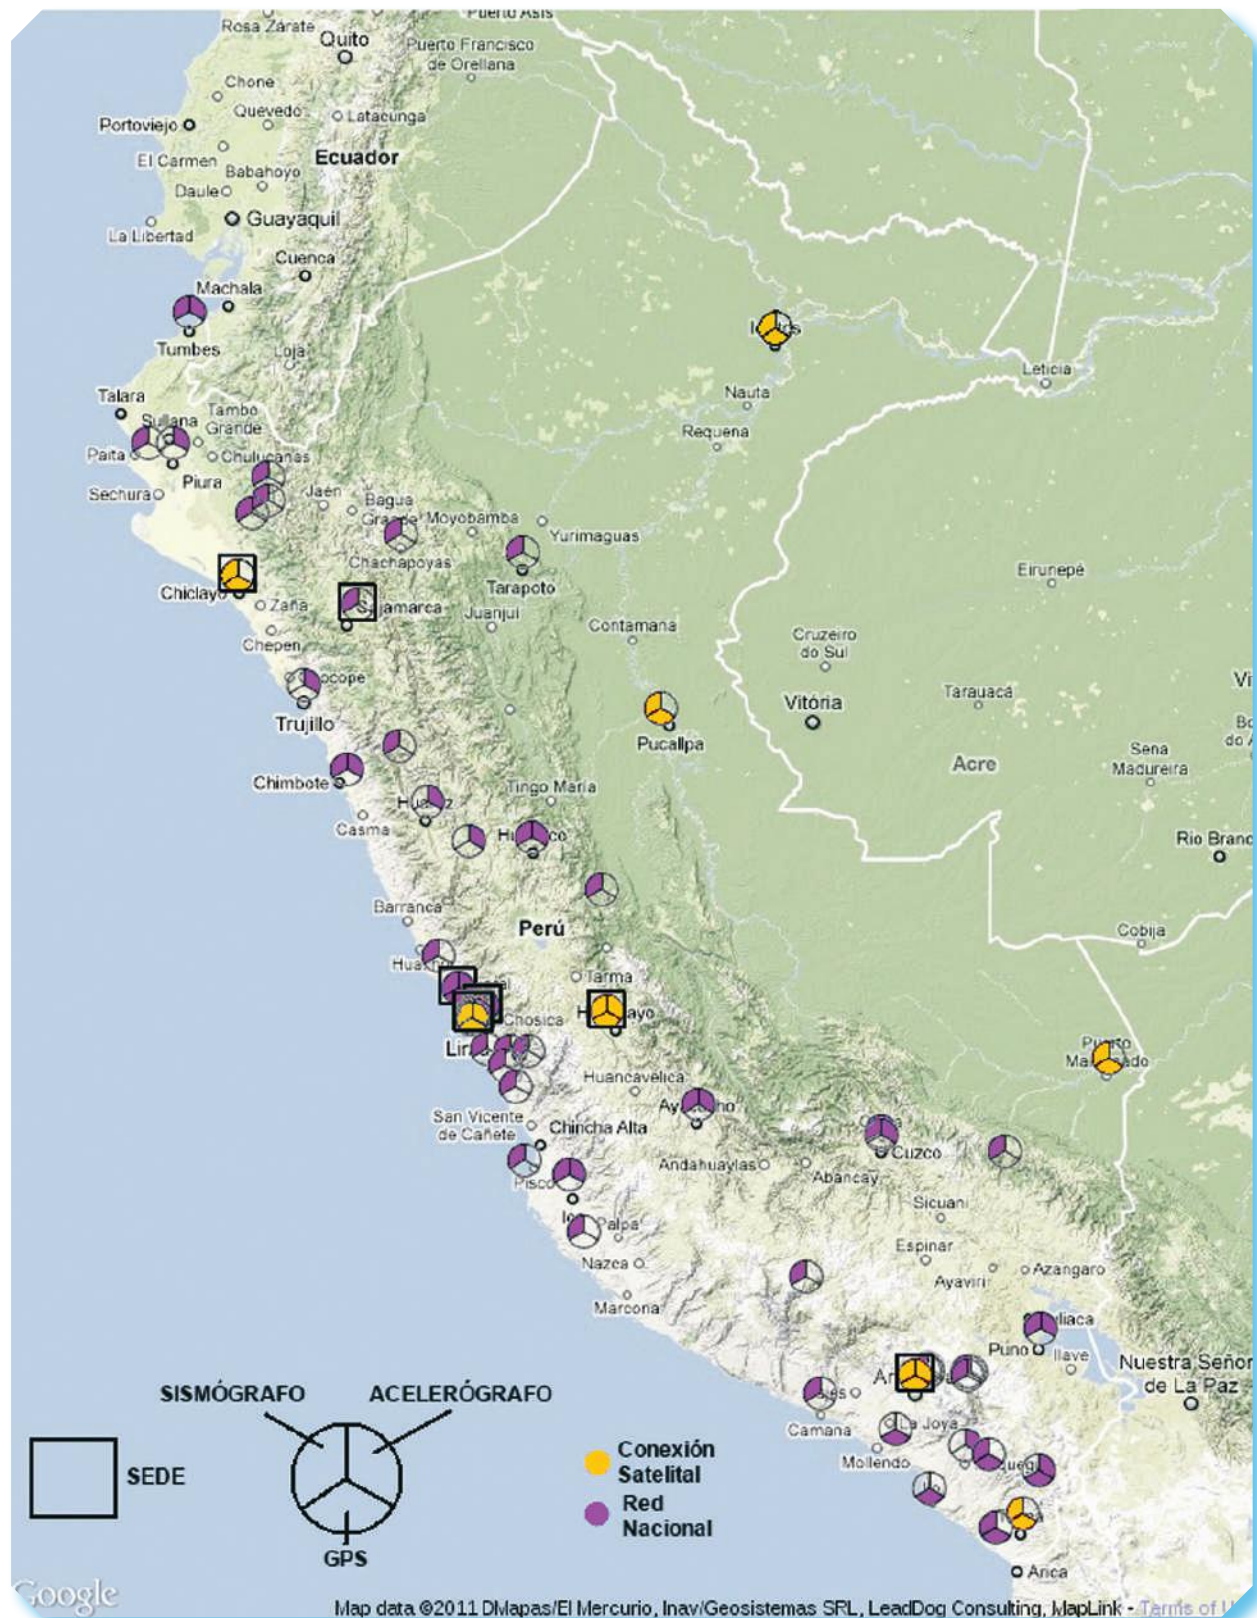 Puerto Asís
Rosa Zárate
Quito
Puerto Francisco
de Orellana
Chone
Quevedo
Latacunga
Portoviejo
El Carmen
Ecuador
Babahoyo
Daule
Guayaquil
La Libertad
Cuenca
Machala
Tumbes
Loja
Leticia
Talara
Nauta
Sullana
Tambo
Grande
Requena
Paita
Chulucanas
Piura
Sechura
Jaén
Bagua
Grande
Moyobamba
Yurimaguas
Chachapoyas
Eirunepé
Chiclayo
Zaña
Tarapoto
Juanjuí
Contamana
Cruzeiro
do Sul
Chepen
Tarauacá
Vitória
Trujillo
Pucallpa
Sena
Madureira
Acre
Chimbote
Tingo María
Casma
Barranca
Perú
Cobija
Tarma
Chosica
Huancavelica
San Vicente
de Cañete
Chincha Alta
Cuzco
Andahuaylas
Abancay
Pisco
Sicuani
Palpa
Espinar
Nazca
Ayaviri
Azangaro
Marcona
Puno
Ilave
Nuestra Señor
de La Paz
Camana
La Joya
Mollendo
Arica
SISMÓGRAFO
ACELERÓGRAFO
SEDE
GPS
Conexión
Satelital
Red
Nacional
Google
Map data ©2011 DMapas/El Mercurio, Inav/Geosistemas SRL, LeadDog Consulting, MapLink - Terms of U